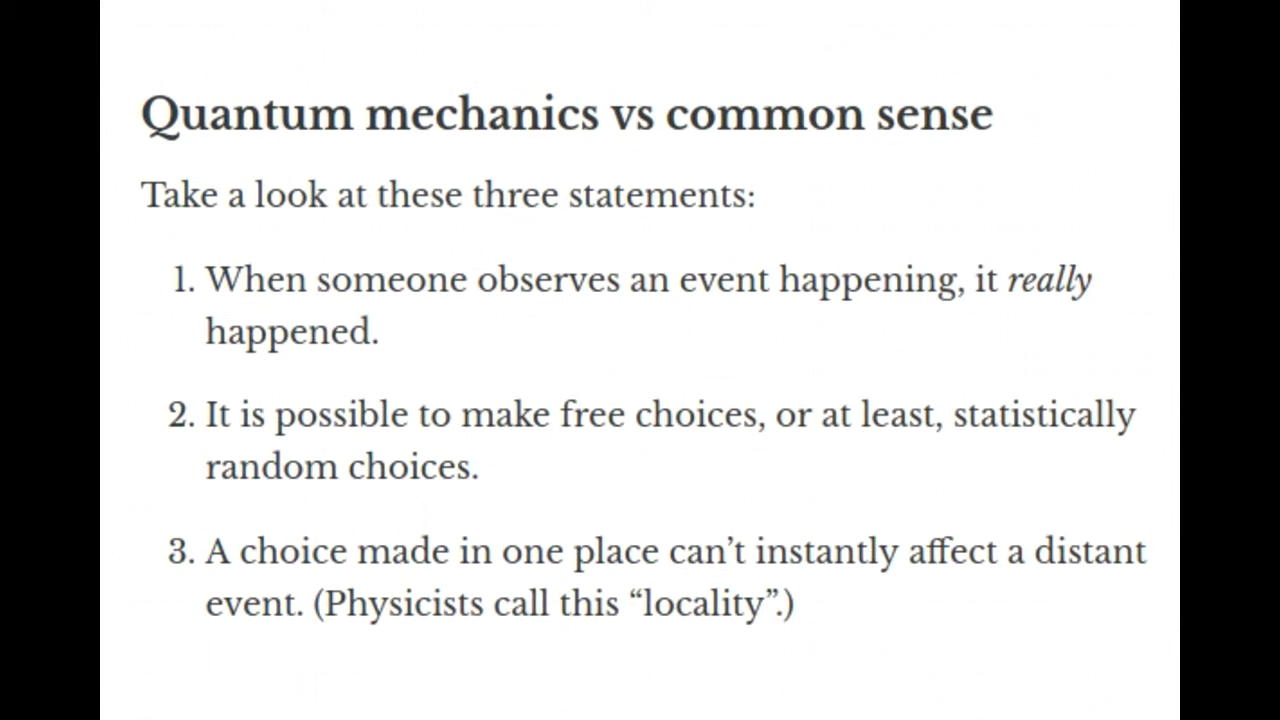 Quantum mechanics vs common sense
Take a look at these three statements:
1. When someone observes an event happening, it really
happened.
2. It is possible to make free choices, or at least, statistically
random choices.
3. A choice made in one place can’t instantly affect a distant
event. (Physicists call this “locality”.)